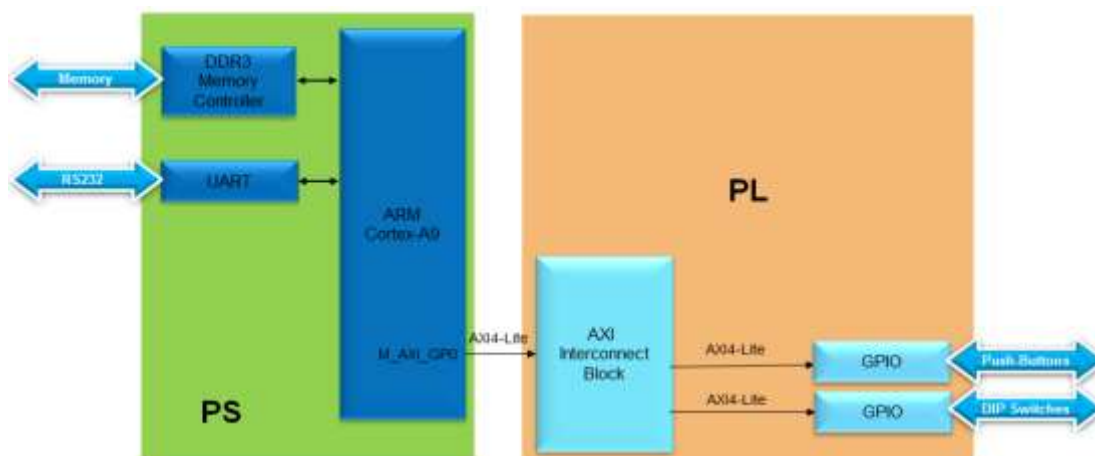 Memory
DDR3
Memory
Controller
RS232
UART
ARM
Cortex-A9
M_AXI_GP0
PS
AXI4-Lite
PL
AXI
Interconnect
Block
AXI4-Lite
GPIO
Push-Buttons
AXI4-Lite
GPIO
DIP Switches